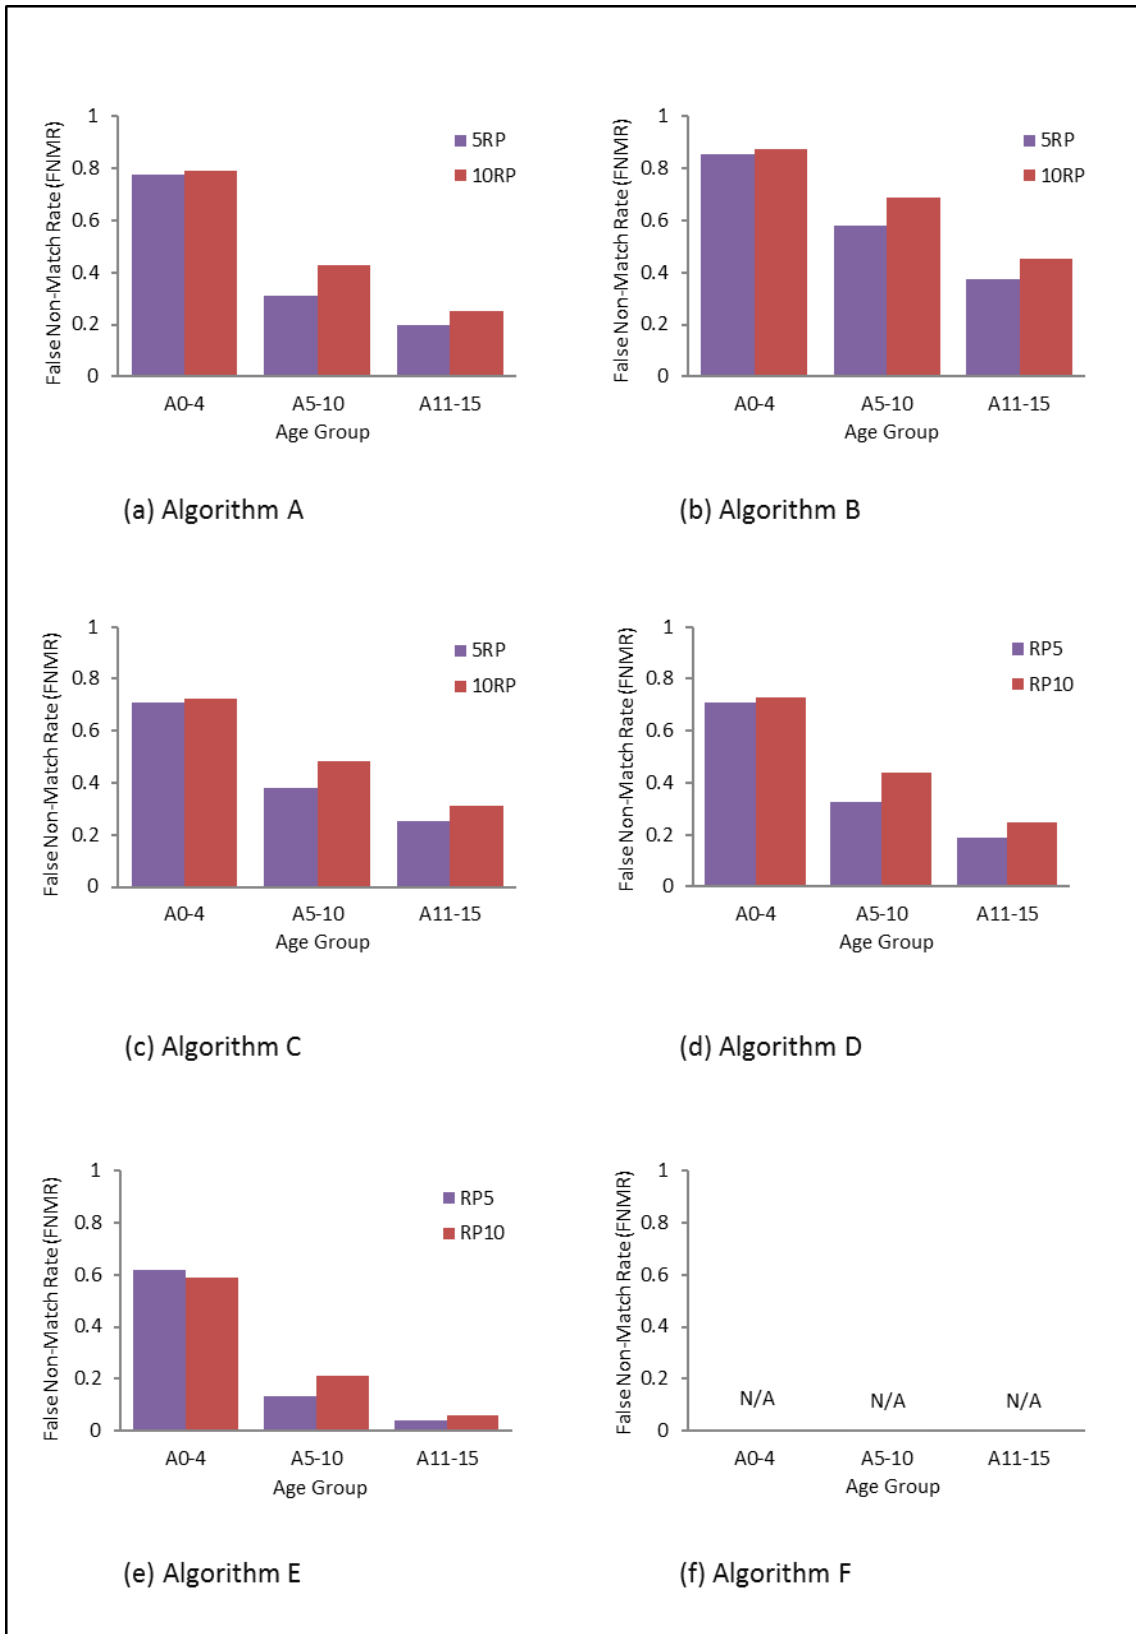 False Non-Match Rate (FNMR)
1
0.8
0.6
0.4
0.2
0
5RP
10RP
A0-4 A5-10 A11-15
Age Group
(a) Algorithm A
False Non-Match Rate (FNMR)
1
0.8
0.6
0.4
0.2
0
5RP
10RP
A0-4 A5-10 A11-15
Age Group
(b) Algorithm B
False Non-Match Rate (FNMR)
1
0.8
0.6
0.4
0.2
0
5RP
10RP
A0-4 A5-10 A11-15
Age Group
(c) Algorithm C
False Non-Match Rate (FNMR)
1
0.8
0.6
0.4
0.2
0
RP5
RP10
A0-4 A5-10 A11-15
Age Group
(d) Algorithm D
False Non-Match Rate (FNMR)
1
0.8
0.6
0.4
0.2
0
RP5
RP10
A0-4 A5-10 A11-15
Age Group
(e) Algorithm E
False Non-Match Rate (FNMR)
1
0.8
0.6
0.4
0.2
0
N/A N/A N/A
A0-4 A5-10 A11-15
Age Group
(f) Algorithm F